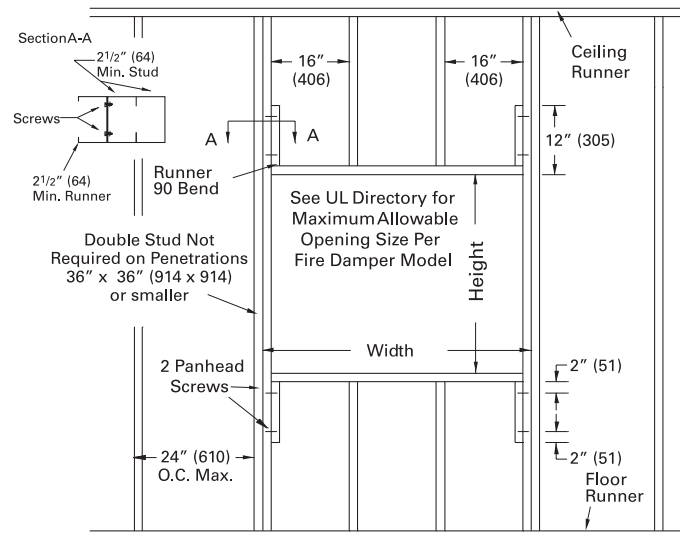 Section A-A
2 1/2" (64)
Min. Stud
Screws
2 1/2" (64)
Min. Runner
16"
(406)
16"
(406)
Ceiling
Runner
A
A
12" (305)
Runner
90 Bend
See UL Directory for
Maximum Allowable
Opening Size Per
Fire Damper Model
Height
Double Stud Not
Required on Penetrations
36" x 36" (914 x 914)
or smaller
Width
2 Panhead
Screws
2" (51)
2" (51)
24" (610)
O.C. Max.
Floor
Runner